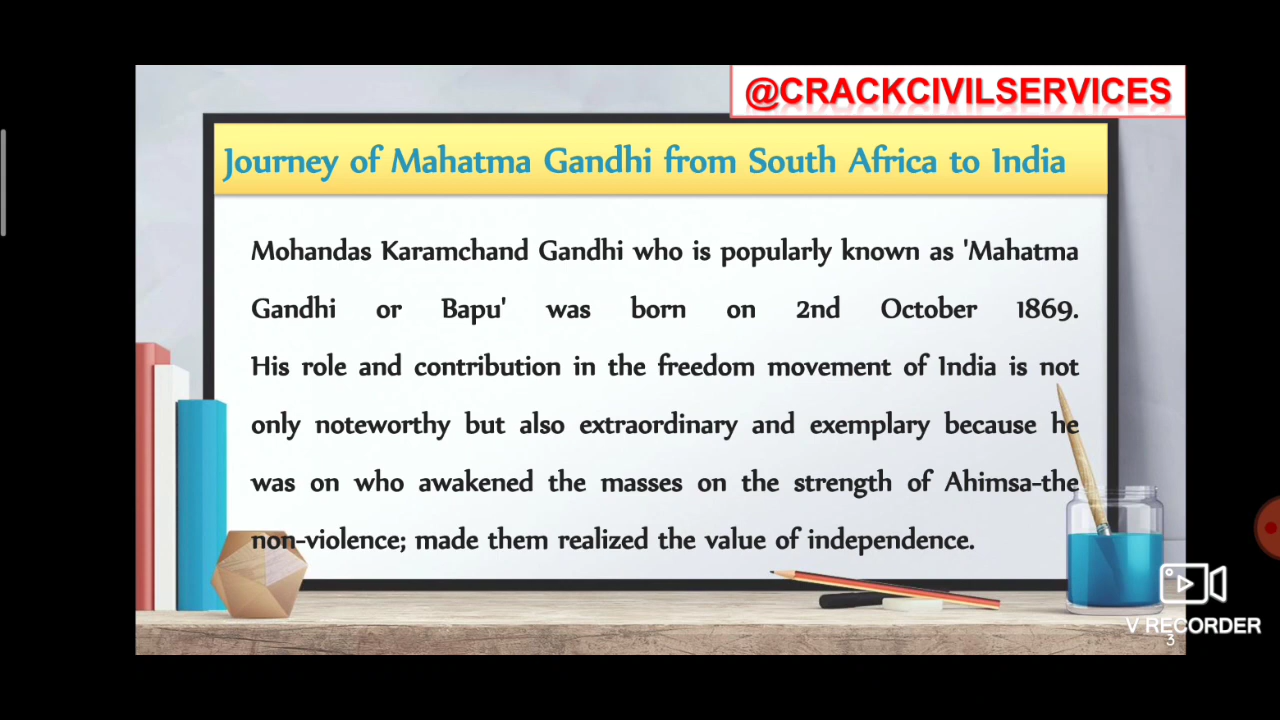 @CRACKCIVILSERVICES
Journey of Mahatma Gandhi from South Africa to India
Mohandas Karamchand Gandhi who is popularly known as 'Mahatma
Gandhi or Bapu' was born on 2nd October 1869.
His role and contribution in the freedom movement of India is not
only noteworthy but also extraordinary and exemplary because he
was on who awakened the masses on the strength of Ahimsa-the
non-violence; made them realized the value of independence.
V RECORDER
3